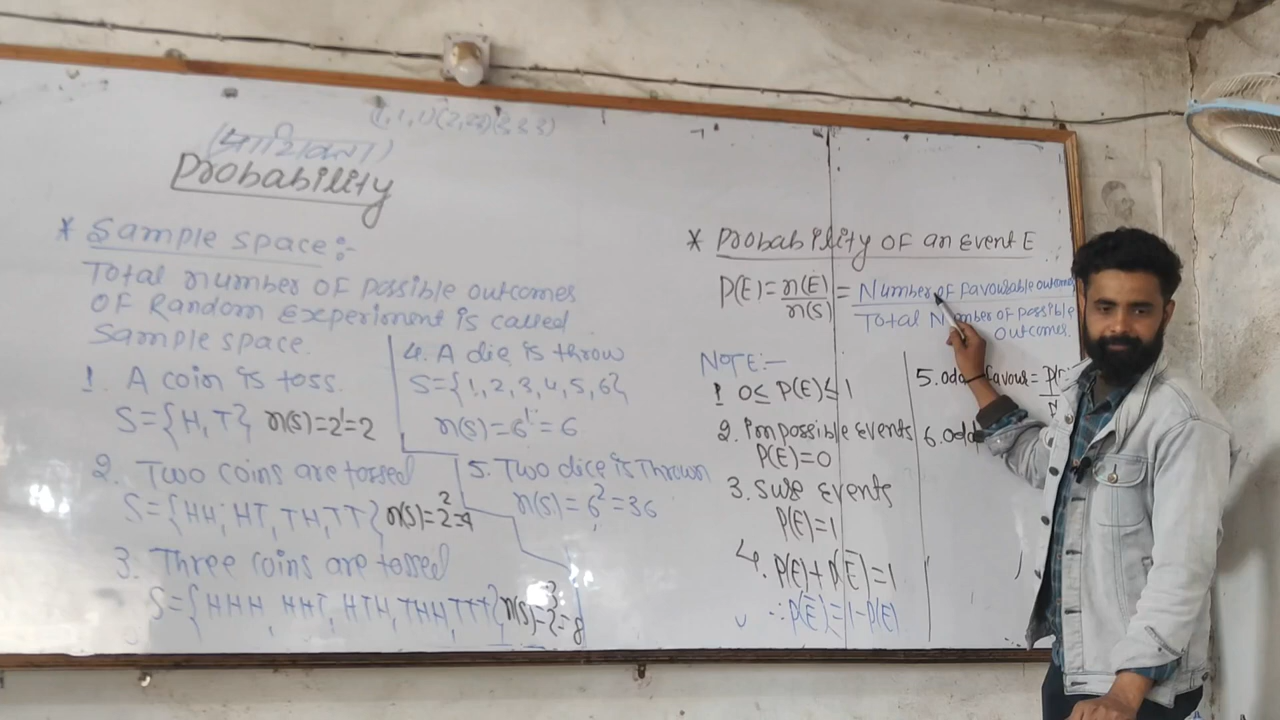 (प्रायिकता)
Probability
* Sample space:-
Total number of possible outcomes
of Random experiment is called
Sample space.
1. A coin is toss.
S={H, T} n(S)=2¹=2
2. Two coins are tossed
S={HH, HT, TH, TT} n(S)=2²=4
3. Three coins are tossed
S={HHH, HHT, HTH, THH, TTT} n(S)=2³=8
4. A die is throw
S={1, 2, 3, 4, 5, 6}
n(S)=6¹=6
5. Two dice is Thrown
n(S)=6²=36
* Probability of an event E
P(E)=n(E)/n(S)=Number of favourable outcomes/Total Number of possible outcomes.
NOTE:-
1. 0≤P(E)≤1
2. Impossible events
P(E)=0
3. Sure events
P(E)=1
4. P(E)+P(E̅)=1
∴P(E̅)=1-P(E)
5. odd favour=
6. odd